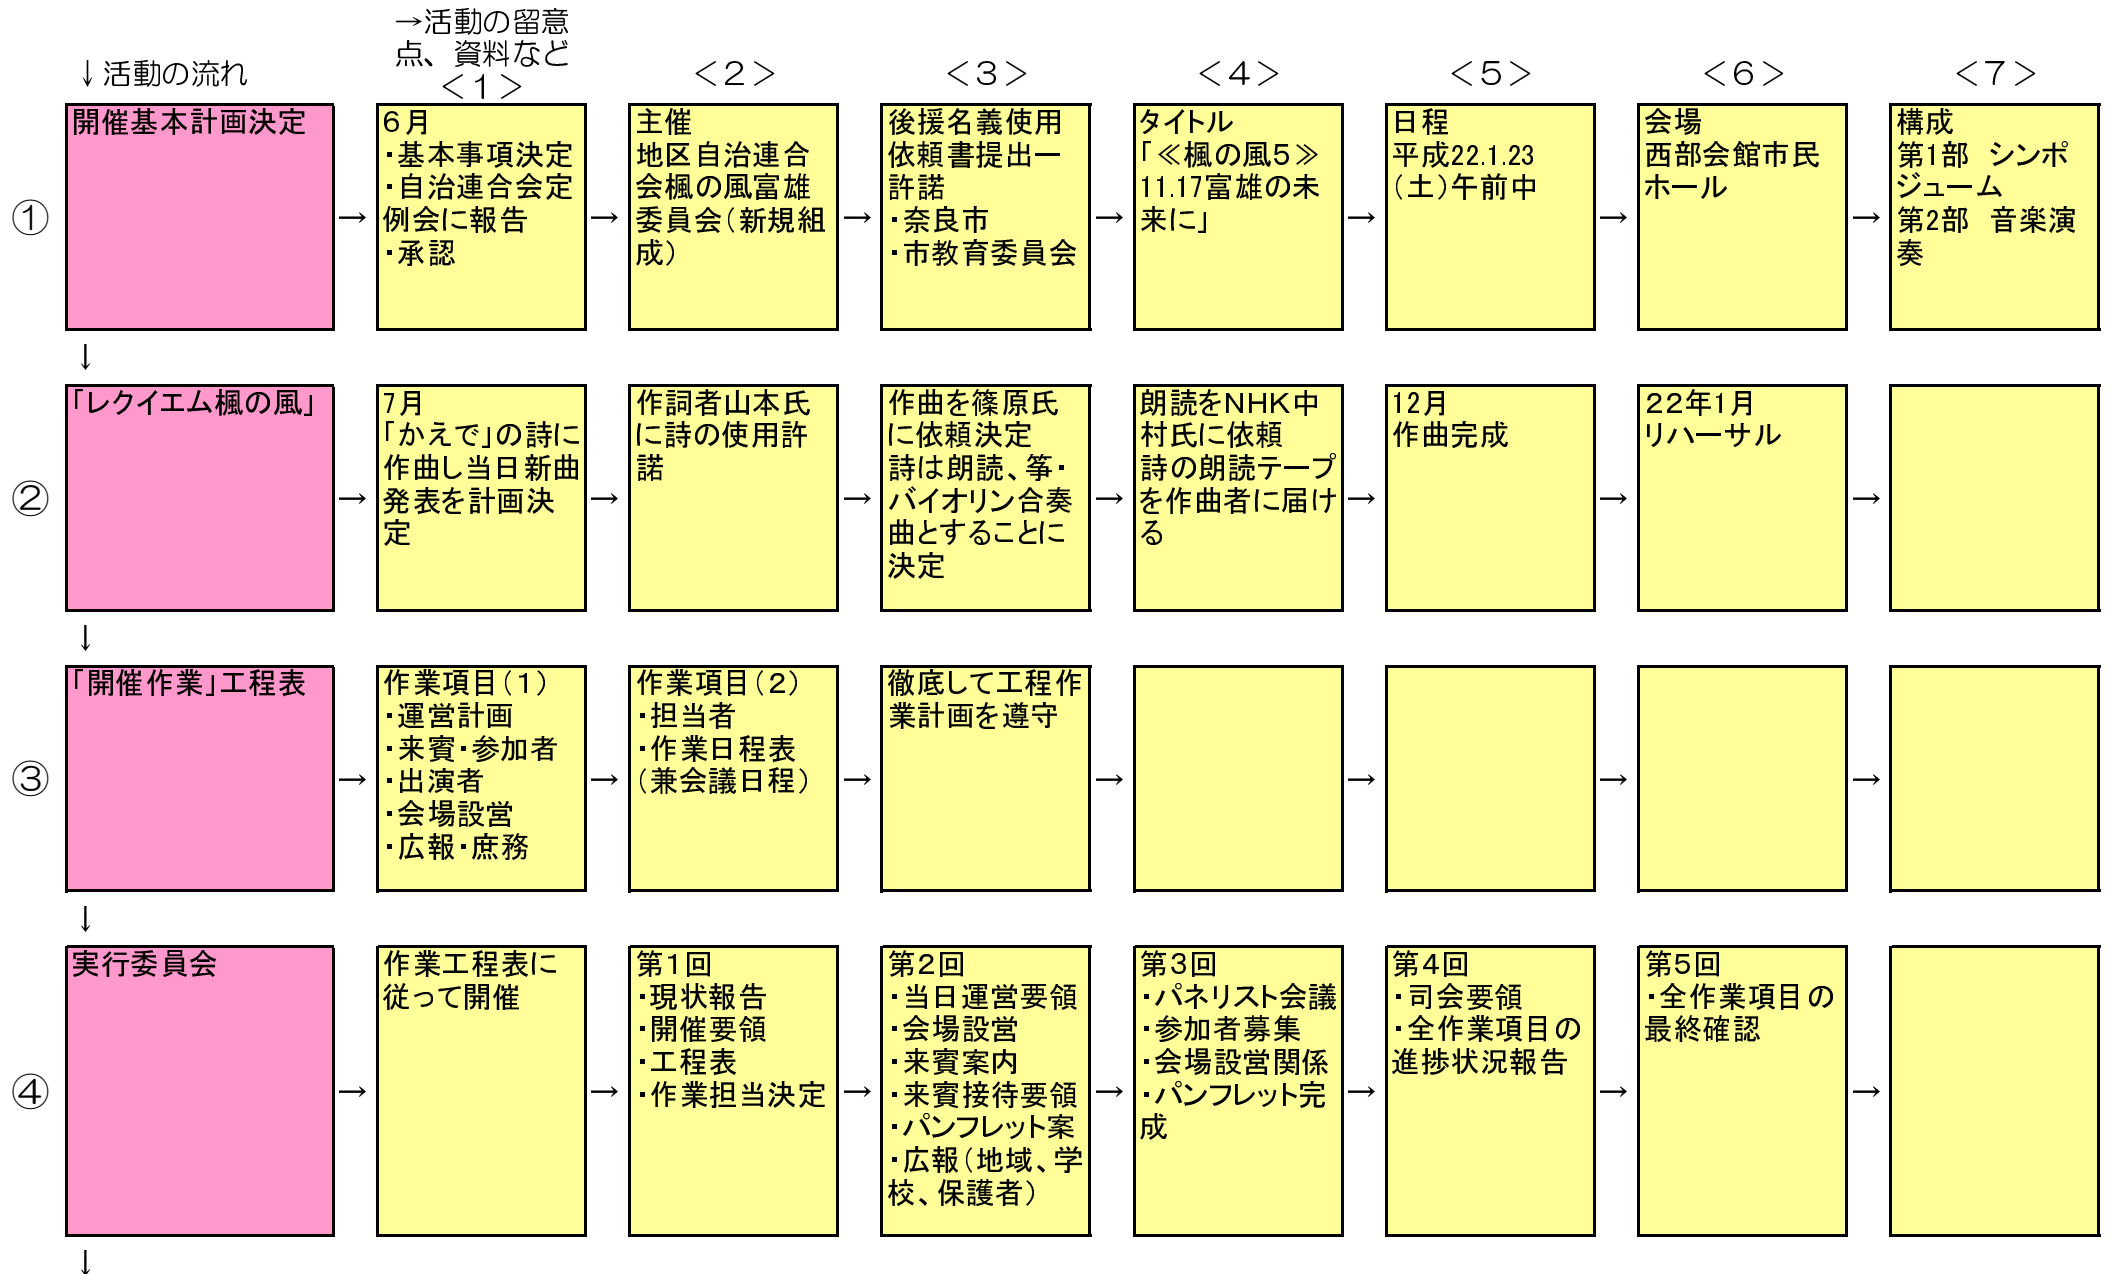 ↓活動の流れ
→活動の留意
点、資料など
＜1＞
＜2＞
＜3＞
＜4＞
＜5＞
＜6＞
＜7＞
①
開催基本計画決定
→
6月
・基本事項決定
・自治連合会定
例会に報告
・承認
→
主催
地区自治連合
会楓の風富雄
委員会（新規組
成）
→
後援名義使用
依頼書提出ー
許諾
・奈良市
・市教育委員会
→
タイトル
「≪楓の風5≫
11.17富雄の未
来に」
→
日程
平成22.1.23
（土）午前中
→
会場
西部会館市民
ホール
→
構成
第1部　シンポ
ジューム
第2部　音楽演
奏
↓
②
「レクイエム楓の風」
→
7月
「かえで」の詩に
作曲し当日新曲
発表を計画決
定
→
作詞者山本氏
に詩の使用許
諾
→
作曲を篠原氏
に依頼決定
詩は朗読、箏・
バイオリン合奏
曲とすることに
決定
→
朗読をNHK中
村氏に依頼
詩の朗読テープ
を作曲者に届け
る
→
12月
作曲完成
→
22年1月
リハーサル
→
↓
③
「開催作業」工程表
→
作業項目（1）
・運営計画
・来賓・参加者
・出演者
・会場設営
・広報・庶務
→
作業項目（2）
・担当者
・作業日程表
（兼会議日程）
→
徹底して工程作
業計画を遵守
→
→
→
→
↓
④
実行委員会
→
作業工程表に
従って開催
→
第1回
・現状報告
・開催要領
・工程表
・作業担当決定
→
第2回
・当日運営要領
・会場設営
・来賓案内
・来賓接待要領
・パンフレット案
・広報（地域、学
校、保護者）
→
第3回
・パネリスト会議
・参加者募集
・会場設営関係
・パンフレット完
成
→
第4回
・司会要領
・全作業項目の
進捗状況報告
→
第5回
・全作業項目の
最終確認
→
↓